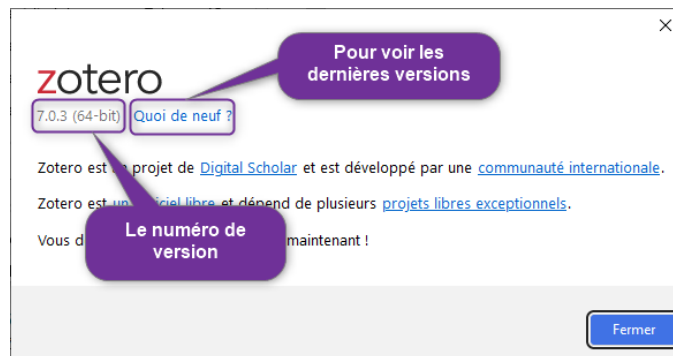 Pour voir les
dernières versions
zotero
7.0.3 (64-bit) Quoi de neuf ?
Zotero est projet de Digital Scholar et est développé par une communauté internationale.
Zotero est libre et dépend de plusieurs projets libres exceptionnels.
Vous maintenant !
Le numéro de
version
Fermer